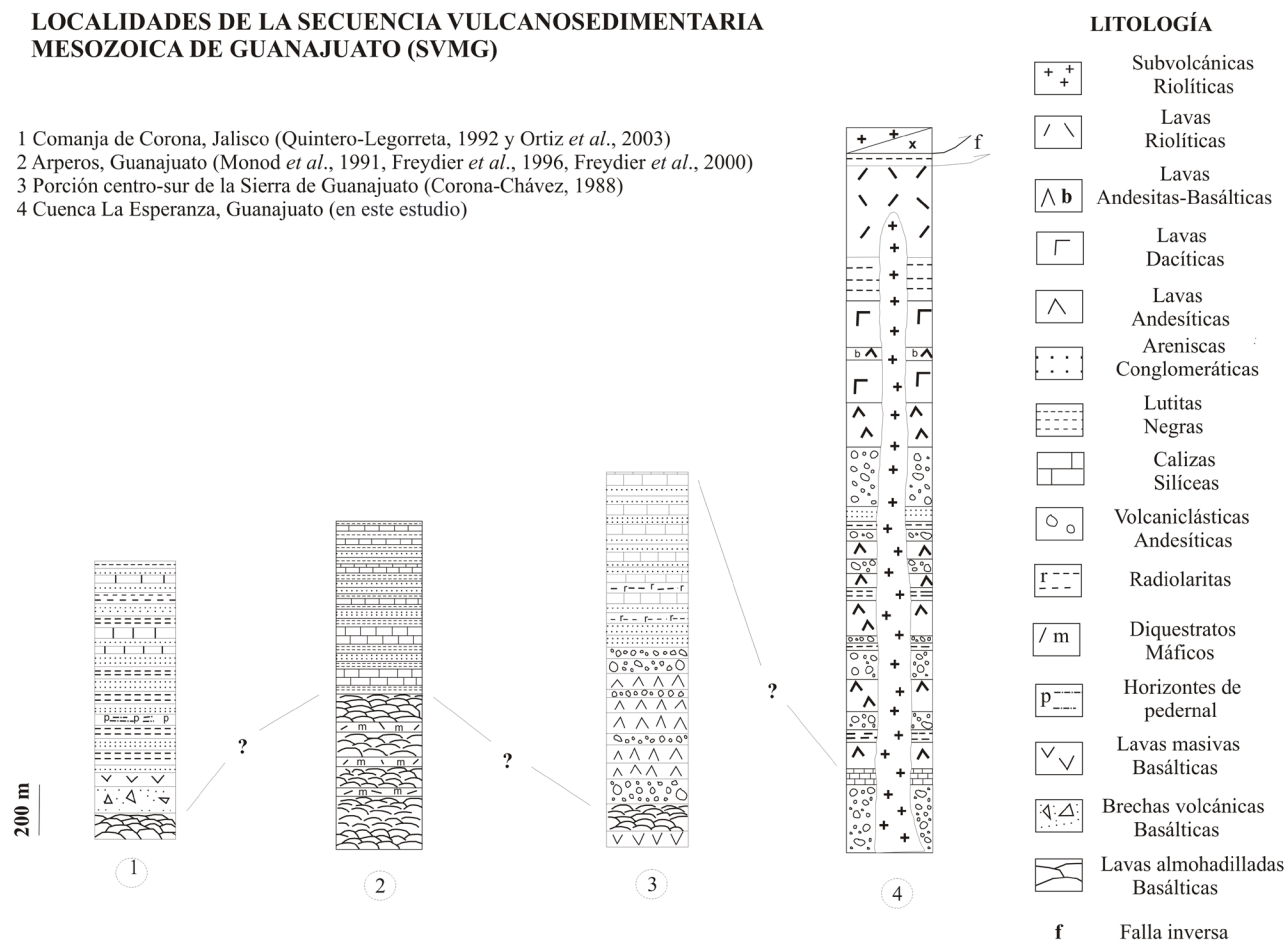 LOCALIDADES DE LA SECUENCIA VULCANOSEDIMENTARIA
MESOZOICA DE GUANAJUATO (SVMG)
1 Comanja de Corona, Jalisco (Quintero-Legorreta, 1992 y Ortiz et al., 2003)
2 Arperos, Guanajuato (Monod et al., 1991, Freydier et al., 1996, Freydier et al., 2000)
3 Porción centro-sur de la Sierra de Guanajuato (Corona-Chávez, 1988)
4 Cuenca La Esperanza, Guanajuato (en este estudio)
200 m
p p p
1
?
m m
m m
m m
2
?
r r r
r r r
3
?
x
f
b b
4
LITOLOGÍA
Subvolcánicas
Riolíticas
Lavas
Riolíticas
b
Lavas
Andesitas-Basálticas
Lavas
Dacíticas
Lavas
Andesíticas
Areniscas
Conglomeráticas
Lutitas
Negras
Calizas
Silíceas
Volcaniclásticas
Andesíticas
r
Radiolaritas
m
Diquestratos
Máficos
p
Horizontes de
pedernal
Lavas masivas
Basálticas
Brechas volcánicas
Basálticas
Lavas almohadilladas
Basálticas
f Falla inversa